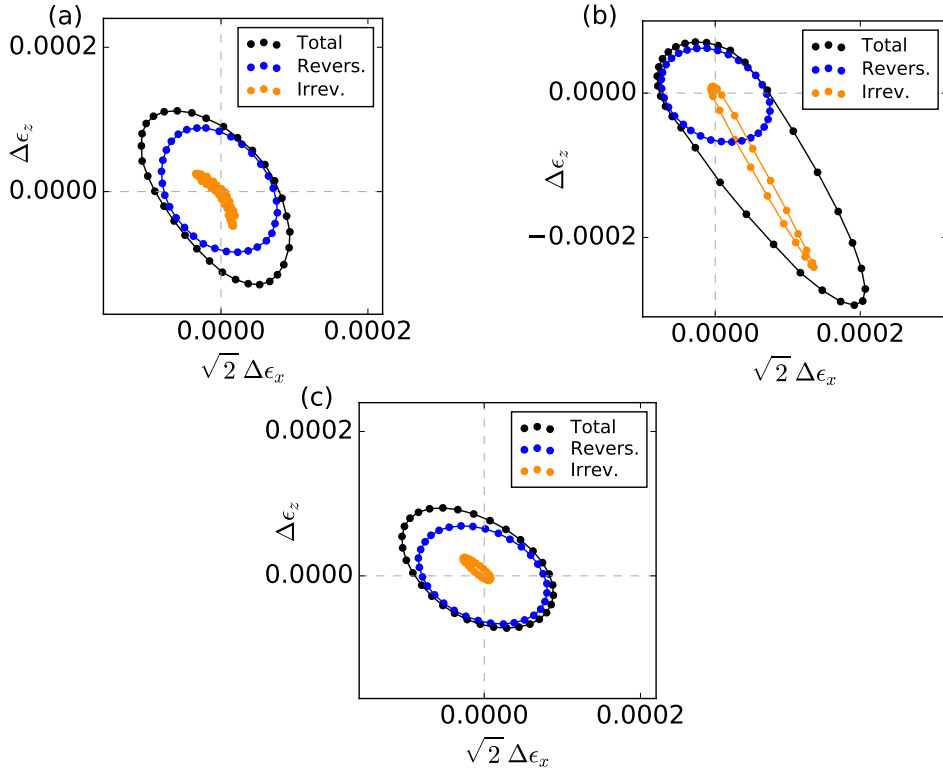 (a)
0.0002
0.0000
Δϵz
Total
Revers.
Irrev.
0.0000 0.0002
√2 Δϵx
(b)
0.0000
−0.0002
Δϵz
Total
Revers.
Irrev.
0.0000 0.0002
√2 Δϵx
(c)
0.0002
0.0000
Δϵz
Total
Revers.
Irrev.
0.0000 0.0002
√2 Δϵx